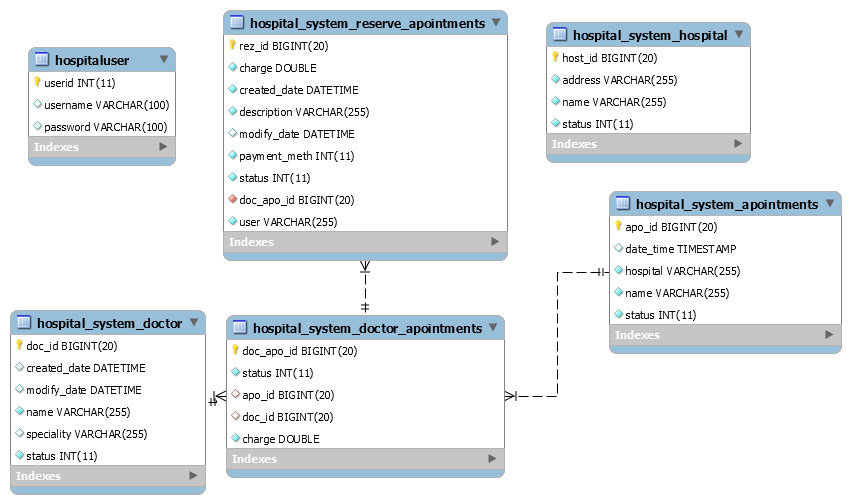 hospitaluser
userid INT(11)
username VARCHAR(100)
password VARCHAR(100)
Indexes
hospital_system_reserve_apointments
rez_id BIGINT(20)
charge DOUBLE
created_date DATETIME
description VARCHAR(255)
modify_date DATETIME
payment_meth INT(11)
status INT(11)
doc_apo_id BIGINT(20)
user VARCHAR(255)
Indexes
hospital_system_hospital
host_id BIGINT(20)
address VARCHAR(255)
name VARCHAR(255)
status INT(11)
Indexes
hospital_system_apointments
apo_id BIGINT(20)
date_time TIMESTAMP
hospital VARCHAR(255)
name VARCHAR(255)
status INT(11)
Indexes
hospital_system_doctor
doc_id BIGINT(20)
created_date DATETIME
modify_date DATETIME
name VARCHAR(255)
speciality VARCHAR(255)
status INT(11)
Indexes
hospital_system_doctor_apointments
doc_apo_id BIGINT(20)
status INT(11)
apo_id BIGINT(20)
doc_id BIGINT(20)
charge DOUBLE
Indexes